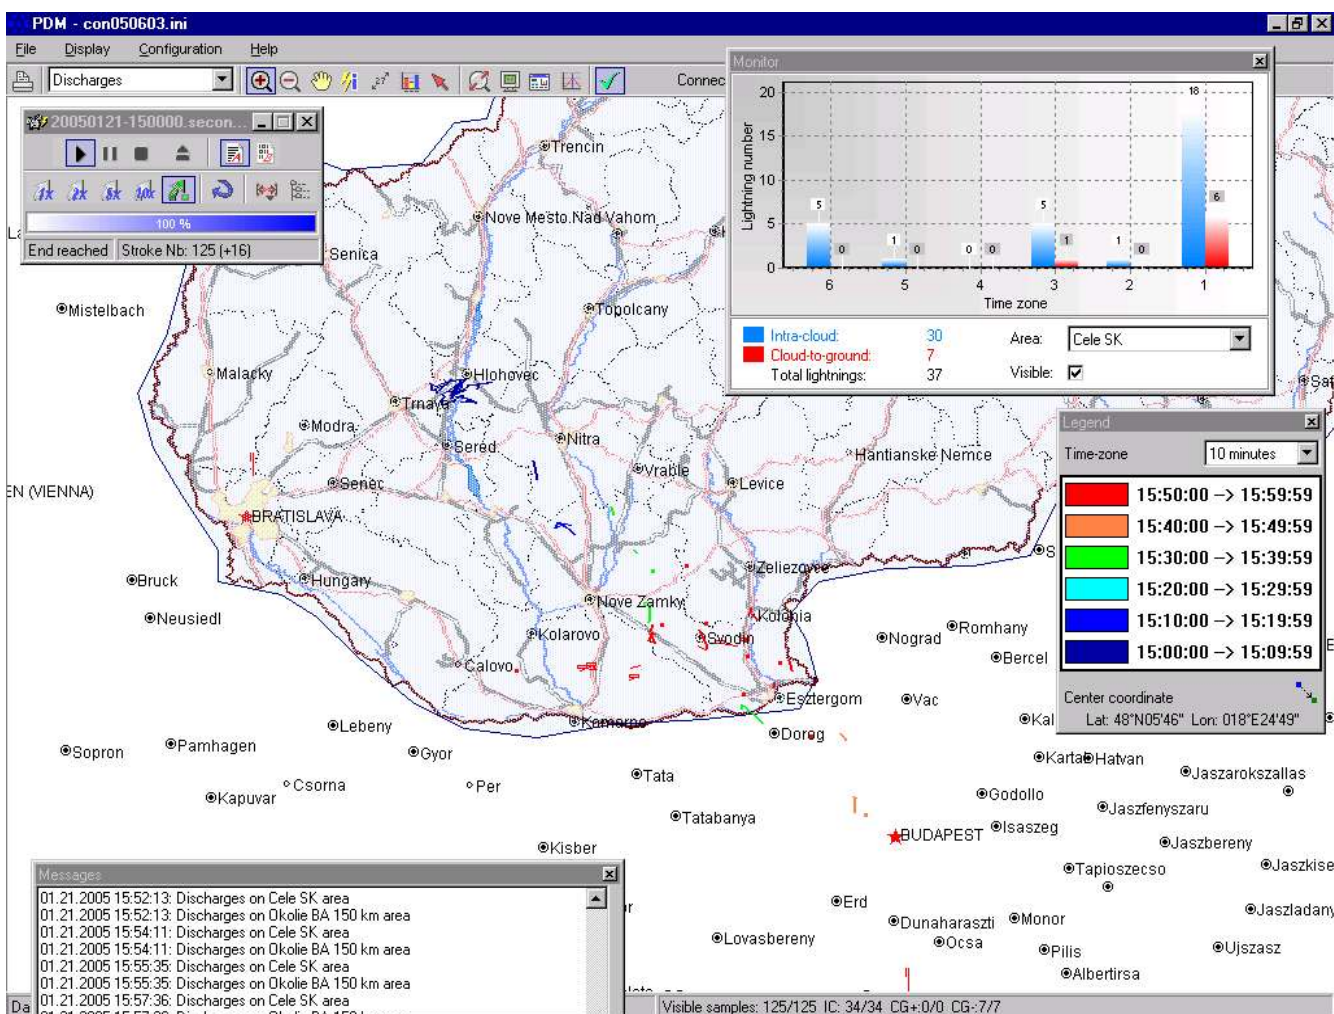 PDM - con050603.ini
File Display Configuration Help
Discharges
Connec
20050121-150000.secon...
1x 2x 5x 10x
100 %
End reached Stroke Nb: 125 (+16)
Monitor
Lightning number
20
15
10
5
0
5 0 1 0 0 0 5 1 1 0 18 6
6 5 4 3 2 1
Time zone
Intra-cloud: 30
Cloud-to-ground: 7
Total lightnings: 37
Area: Cele SK
Visible:
Legend
Time-zone 10 minutes
15:50:00 --> 15:59:59
15:40:00 --> 15:49:59
15:30:00 --> 15:39:59
15:20:00 --> 15:29:59
15:10:00 --> 15:19:59
15:00:00 --> 15:09:59
Center coordinate
Lat: 48°N05'46" Lon: 018°E24'49"
Trencin
Nove Mesto.Nad Vahom
Senica
Mistelbach
Topolcany
Malacky
Hlohovec
Trnava
Modra
Nitra
Sered
Hantianske Nemce
Vrable
Senec
Levice
EN (VIENNA)
BRATISLAVA
Bruck
Hungary
Zeliezovce
Neusiedl
Nove Zamky
Kolenia
Kolarovo
Svodin
Nograd
Romhany
Bercel
Calovo
Esztergom
Vac
Kal
Lebeny
Komarno
Dorog
Sopron
Pamhagen
Gyor
Kartal
Hatvan
Tata
Jaszarokszallas
Csorna
Per
Kapuvar
Godollo
Jaszfenyszaru
Tatabanya
BUDAPEST
Isaszeg
Jaszbereny
Kisber
Tapioszecso
Jaszkise
Erd
Dunaharaszti
Monor
Jaszladany
Lovasbereny
Ocsa
Pilis
Ujszasz
Albertirsa
Messages
01.21.2005 15:52:13: Discharges on Cele SK area
01.21.2005 15:52:13: Discharges on Okolie BA 150 km area
01.21.2005 15:54:11: Discharges on Cele SK area
01.21.2005 15:54:11: Discharges on Okolie BA 150 km area
01.21.2005 15:55:35: Discharges on Cele SK area
01.21.2005 15:55:35: Discharges on Okolie BA 150 km area
01.21.2005 15:57:36: Discharges on Cele SK area
Da
Visible samples: 125/125 IC: 34/34 CG+:0/0 CG-:7/7